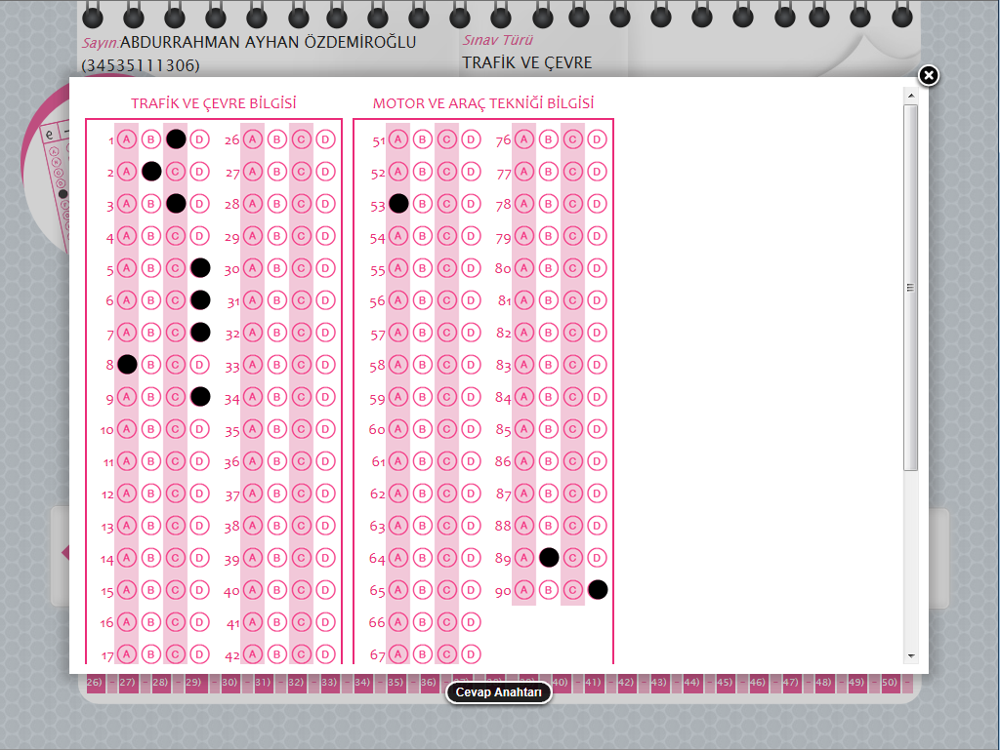 Sayın:ABDURRAHMAN AYHAN ÖZDEMİROĞLU
(34535111306)
Sınav Türü
TRAFİK VE ÇEVRE
TRAFİK VE ÇEVRE BİLGİSİ
MOTOR VE ARAÇ TEKNİĞİ BİLGİSİ
1 A B D 26 A B C D 51 A B C D 76 A B C D
2 A C D 27 A B C D 52 A B C D 77 A B C D
3 A B D 28 A B C D 53 B C D 78 A B C D
4 A B C D 29 A B C D 54 A B C D 79 A B C D
5 A B C 30 A B C D 55 A B C D 80 A B C D
6 A B C 31 A B C D 56 A B C D 81 A B C D
7 A B C 32 A B C D 57 A B C D 82 A B C D
8 B C D 33 A B C D 58 A B C D 83 A B C D
9 A B C 34 A B C D 59 A B C D 84 A B C D
10 A B C D 35 A B C D 60 A B C D 85 A B C D
11 A B C D 36 A B C D 61 A B C D 86 A B C D
12 A B C D 37 A B C D 62 A B C D 87 A B C D
13 A B C D 38 A B C D 63 A B C D 88 A B C D
14 A B C D 39 A B C D 64 A B C D 89 A C D
15 A B C D 40 A B C D 65 A B C D 90 A B C
16 A B C D 41 A B C D 66 A B C D
17 A B C D 42 A B C D 67 A B C D
26) - 27) - 28) - 29) - 30) - 31) - 32) - 33) - 34) - 35) - 36) - 40) - 41) - 42) - 43) - 44) - 45) - 46) - 47) - 48) - 49) - 50) -
Cevap Anahtarı